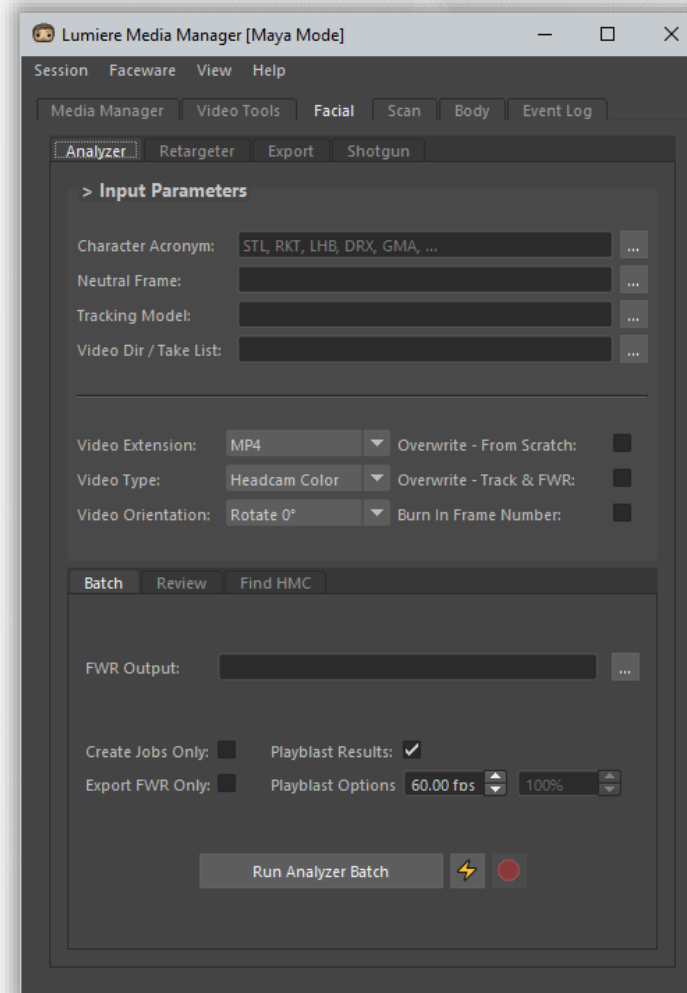 Lumiere Media Manager [Maya Mode]
Session Faceware View Help
Media Manager Video Tools Facial Scan Body Event Log
Analyzer Retargeter Export Shotgun
> Input Parameters
Character Acronym: STL, RKT, LHB, DRX, GMA, ... ...
Neutral Frame: ...
Tracking Model: ...
Video Dir / Take List: ...
Video Extension: MP4 Overwrite - From Scratch:
Video Type: Headcam Color Overwrite - Track & FWR:
Video Orientation: Rotate 0° Burn In Frame Number:
Batch Review Find HMC
FWR Output: ...
Create Jobs Only: Playblast Results:
Export FWR Only: Playblast Options 60.00 fps 100%
Run Analyzer Batch